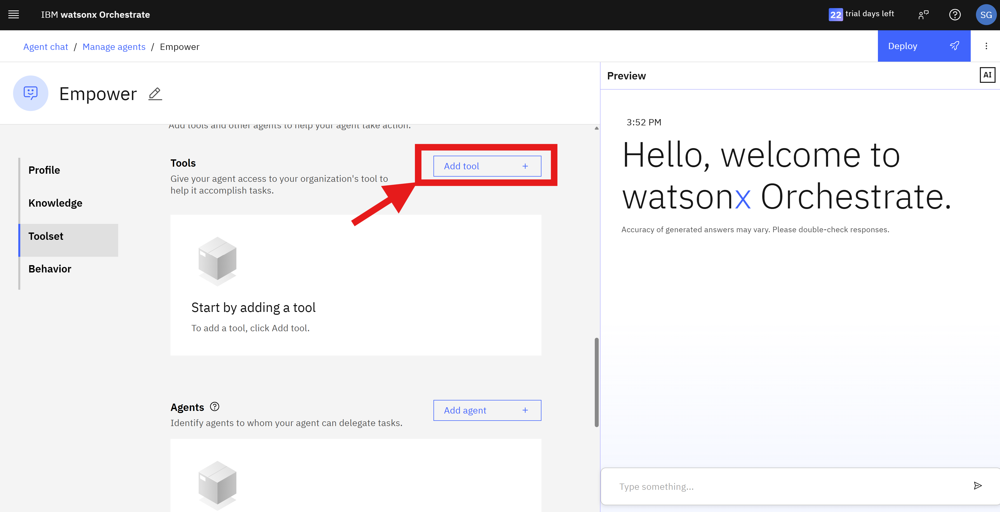 IBM watsonx Orchestrate
22 trial days left
SG
Agent chat / Manage agents / Empower
Deploy
Empower
Add tools and other agents to help your agent take action.
Profile
Knowledge
Toolset
Behavior
Tools
Give your agent access to your organization's tool to
help it accomplish tasks.
Add tool +
Start by adding a tool
To add a tool, click Add tool.
Agents
Identify agents to whom your agent can delegate tasks.
Add agent +
Preview
AI
3:52 PM
Hello, welcome to
watsonx Orchestrate.
Accuracy of generated answers may vary. Please double-check responses.
Type something...